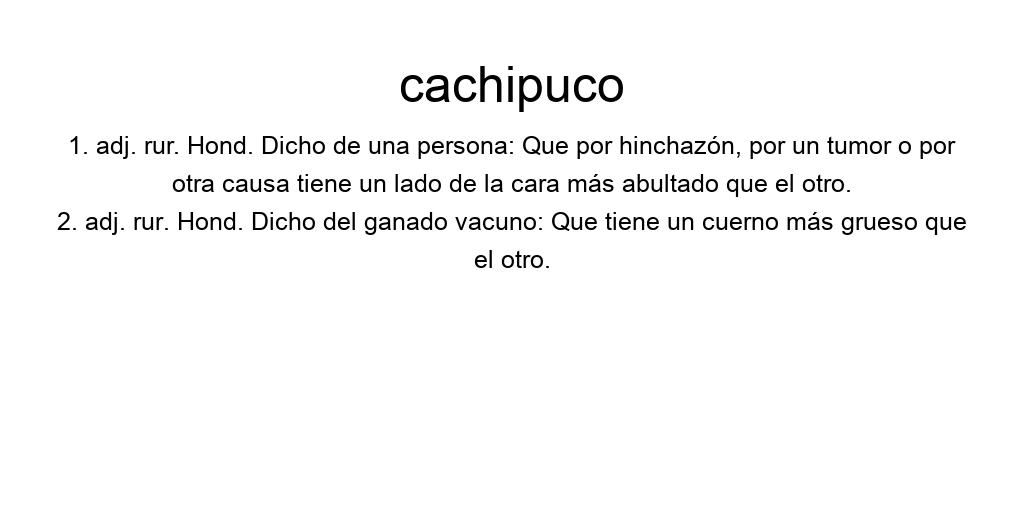 cachipuco
1. adj. rur. Hond. Dicho de una persona: Que por hinchazón, por un tumor o por
otra causa tiene un lado de la cara más abultado que el otro.
2. adj. rur. Hond. Dicho del ganado vacuno: Que tiene un cuerno más grueso que
el otro.